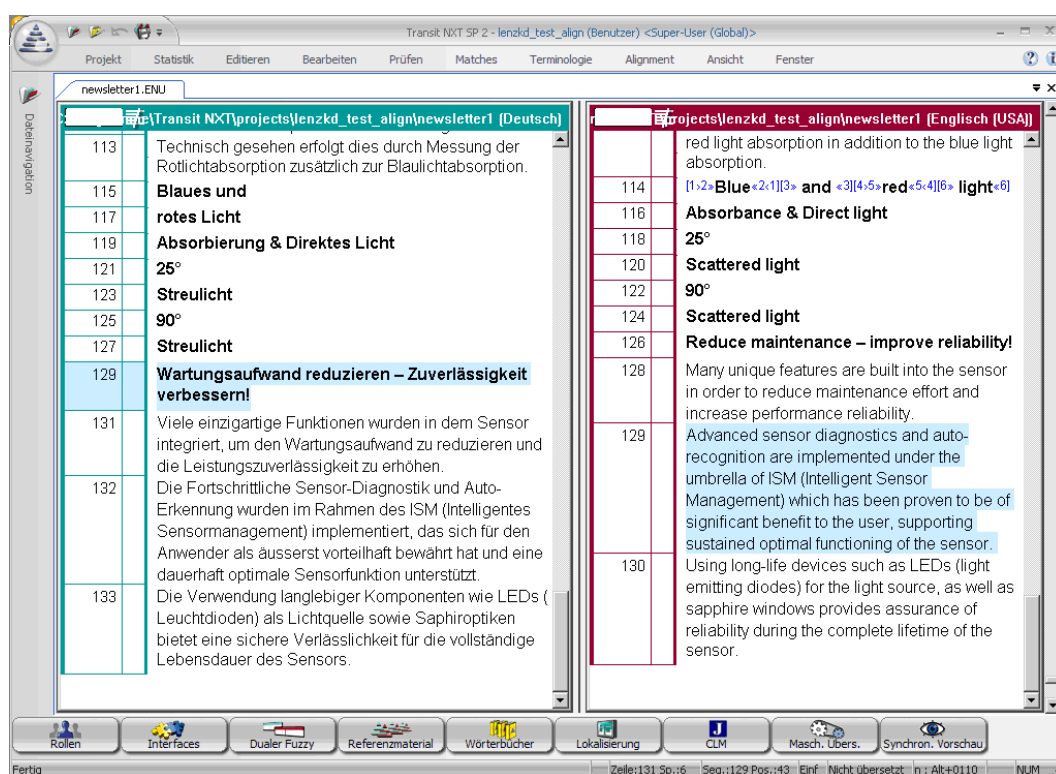 Transit NXT SP 2 - lenzkd_test_align (Benutzer) <Super-User (Global)>
Projekt Statistik Editieren Bearbeiten Prüfen Matches Terminologie Alignment Ansicht Fenster
newsletter1.ENU
Dateinavigation
\Transit NXT\projects\lenzkd_test_align\newsletter1 (Deutsch)
113 Technisch gesehen erfolgt dies durch Messung der
Rotlichtabsorption zusätzlich zur Blaulichtabsorption.
115 Blaues und
117 rotes Licht
119 Absorbierung & Direktes Licht
121 25°
123 Streulicht
125 90°
127 Streulicht
129 Wartungsaufwand reduzieren – Zuverlässigkeit
verbessern!
131 Viele einzigartige Funktionen wurden in dem Sensor
integriert, um den Wartungsaufwand zu reduzieren und
die Leistungszuverlässigkeit zu erhöhen.
132 Die Fortschrittliche Sensor-Diagnostik und Auto-
Erkennung wurden im Rahmen des ISM (Intelligentes
Sensormanagement) implementiert, das sich für den
Anwender als äusserst vorteilhaft bewährt hat und eine
dauerhaft optimale Sensorfunktion unterstützt.
133 Die Verwendung langlebiger Komponenten wie LEDs (
Leuchtdioden) als Lichtquelle sowie Saphiroptiken
bietet eine sichere Verlässlichkeit für die vollständige
Lebensdauer des Sensors.
rojects\lenzkd_test_align\newsletter1 (Englisch (USA))
red light absorption in addition to the blue light
absorption.
114 [1›2»Blue«2‹1][3» and «3][4›5»red«5‹4][6» light«6]
116 Absorbance & Direct light
118 25°
120 Scattered light
122 90°
124 Scattered light
126 Reduce maintenance – improve reliability!
128 Many unique features are built into the sensor
in order to reduce maintenance effort and
increase performance reliability.
129 Advanced sensor diagnostics and auto-
recognition are implemented under the
umbrella of ISM (Intelligent Sensor
Management) which has been proven to be of
significant benefit to the user, supporting
sustained optimal functioning of the sensor.
130 Using long-life devices such as LEDs (light
emitting diodes) for the light source, as well as
sapphire windows provides assurance of
reliability during the complete lifetime of the
sensor.
Rollen Interfaces Dualer Fuzzy Referenzmaterial Wörterbücher Lokalisierung CLM Masch. Übers. Synchron. Vorschau
Fertig Zeile:131 Sp.:6 Seg.:129 Pos.:43 Einf Nicht übersetzt n : Alt+0110 NUM